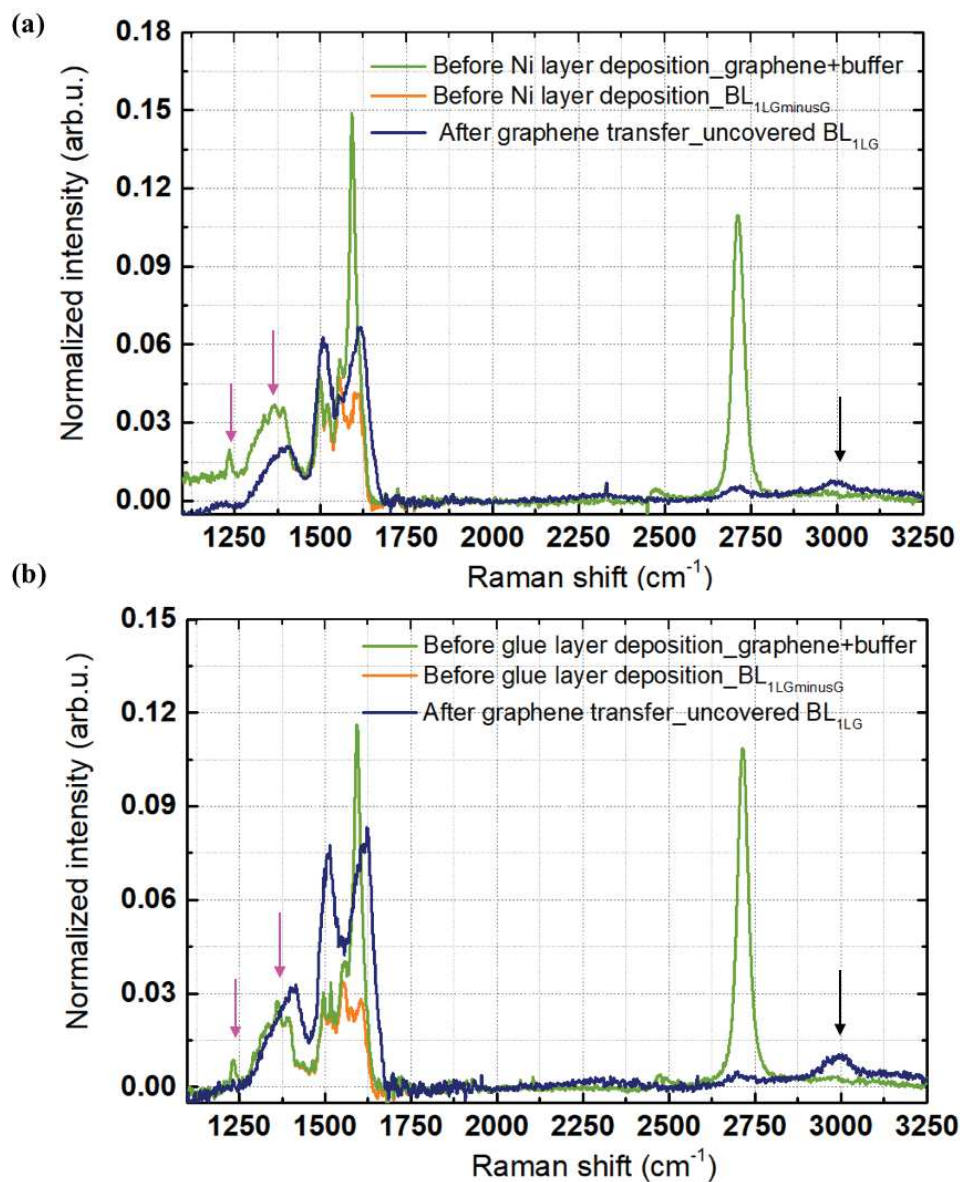 (a)
0.18
0.15
0.12
0.09
0.06
0.03
0.00
Normalized intensity (arb.u.)
Before Ni layer deposition_graphene+buffer
Before Ni layer deposition_BL1LGminusG
After graphene transfer_uncovered BL1LG
1250 1500 1750 2000 2250 2500 2750 3000 3250
Raman shift (cm-1)
(b)
0.15
0.12
0.09
0.06
0.03
0.00
Normalized intensity (arb.u.)
Before glue layer deposition_graphene+buffer
Before glue layer deposition_BL1LGminusG
After graphene transfer_uncovered BL1LG
1250 1500 1750 2000 2250 2500 2750 3000 3250
Raman shift (cm-1)